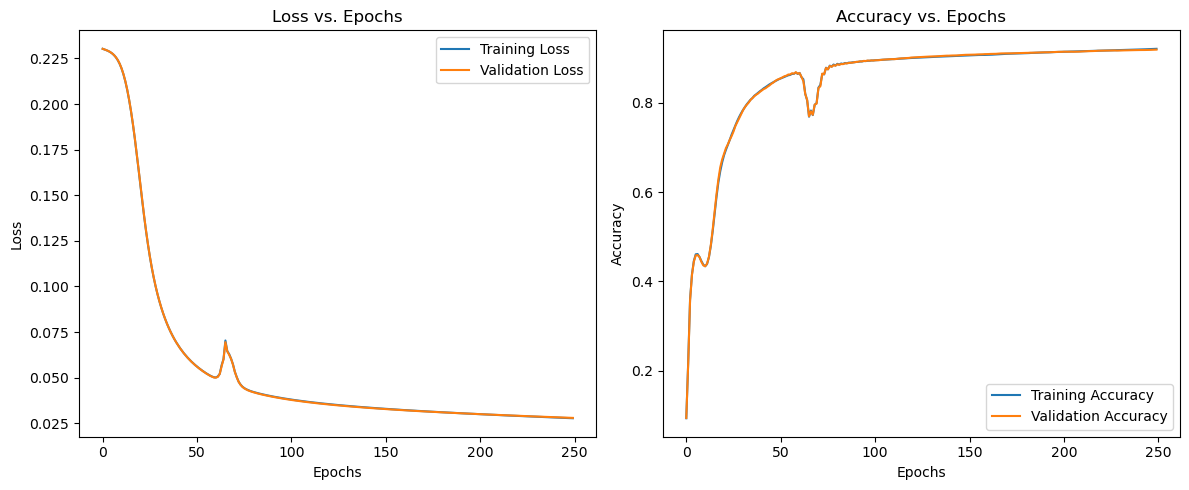 Loss vs. Epochs
Training Loss
Validation Loss
0.225
0.200
0.175
0.150
0.125
0.100
0.075
0.050
0.025
Loss
0 50 100 150 200 250
Epochs
Accuracy vs. Epochs
0.8
0.6
0.4
0.2
Accuracy
Training Accuracy
Validation Accuracy
0 50 100 150 200 250
Epochs